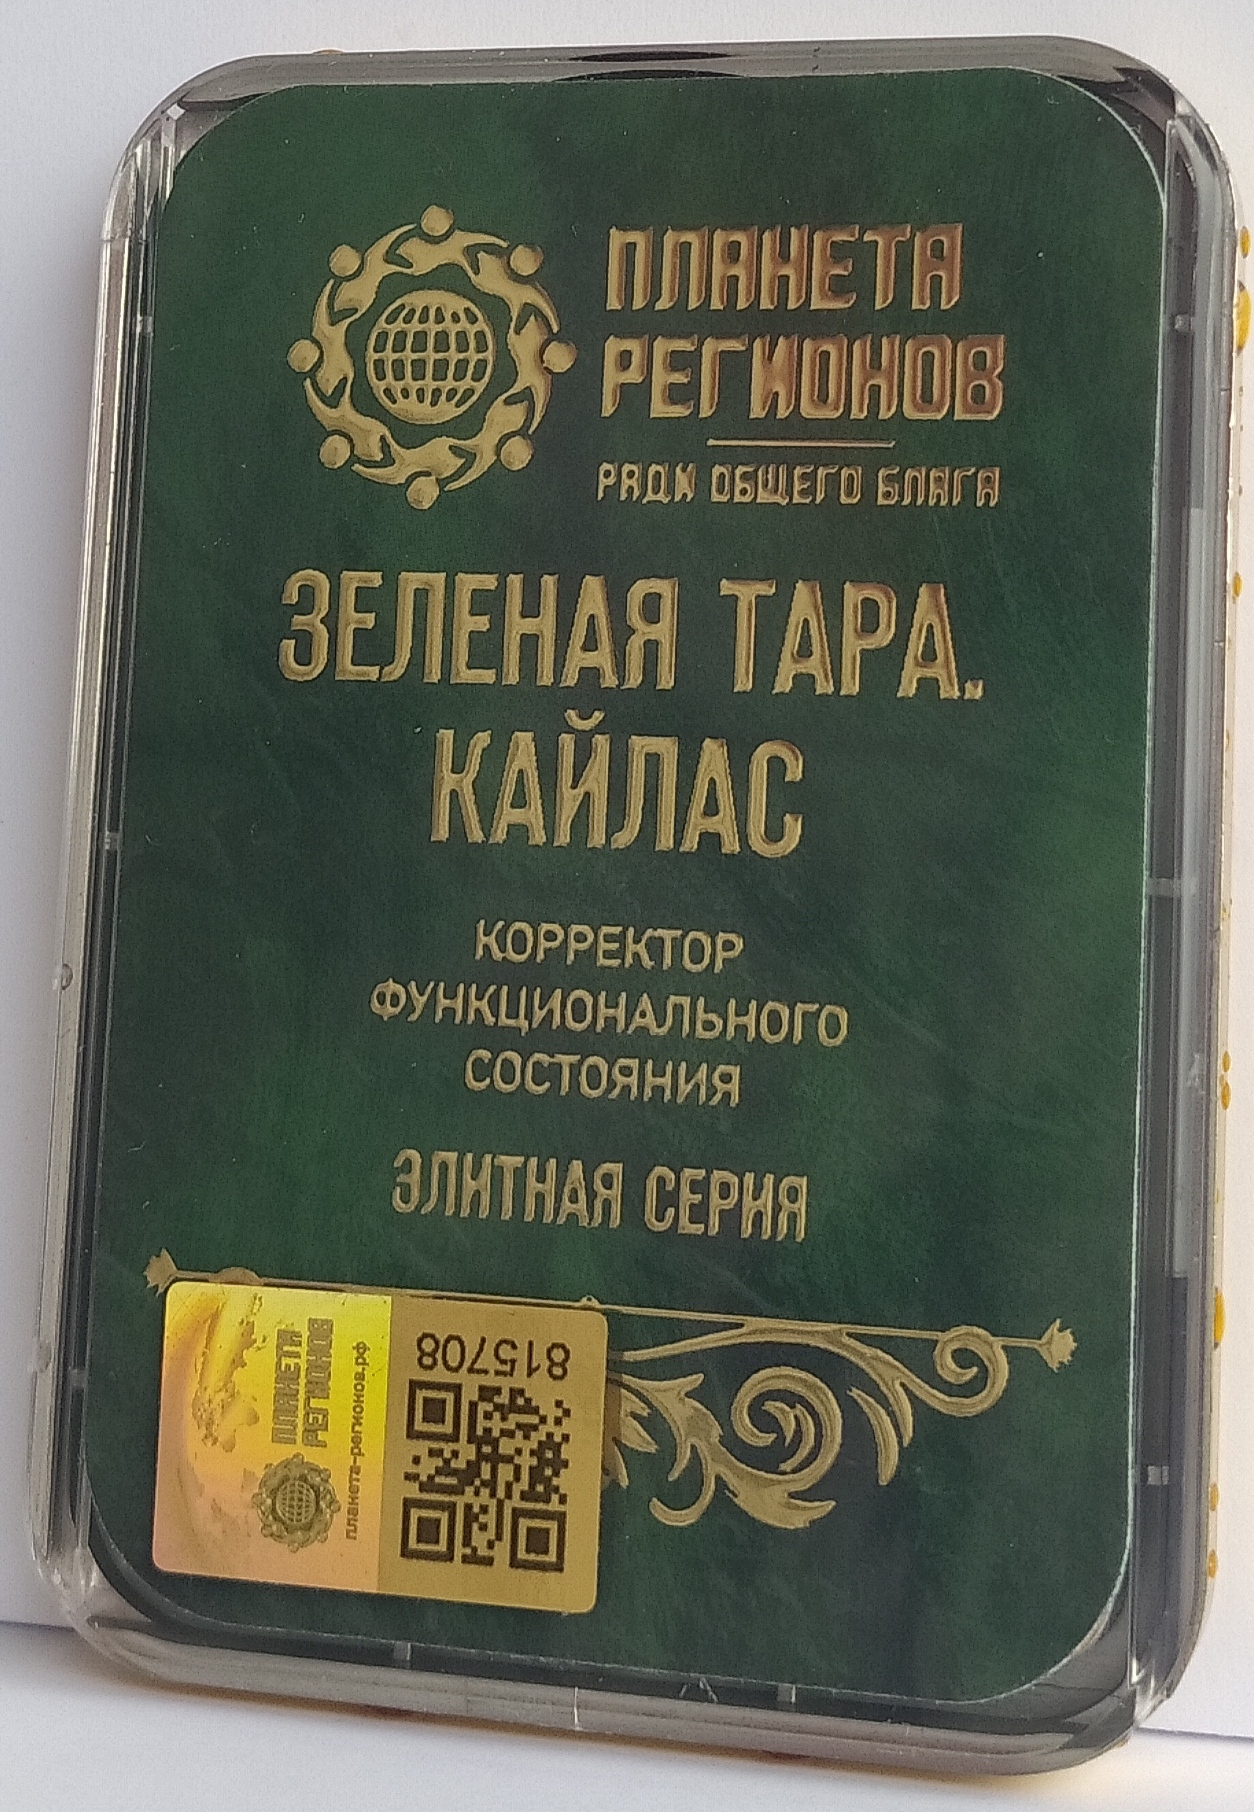 ПЛАНЕТА
РЕГИОНОВ
РАДИ ОБЩЕГО БЛАГА
ЗЕЛЕНАЯ ТАРА.
КАЙЛАС
КОРРЕКТОР
ФУНКЦИОНАЛЬНОГО
СОСТОЯНИЯ
ЭЛИТНАЯ СЕРИЯ
ПЛАНЕТА
РЕГИОНОВ
планета-регионов.рф
815708